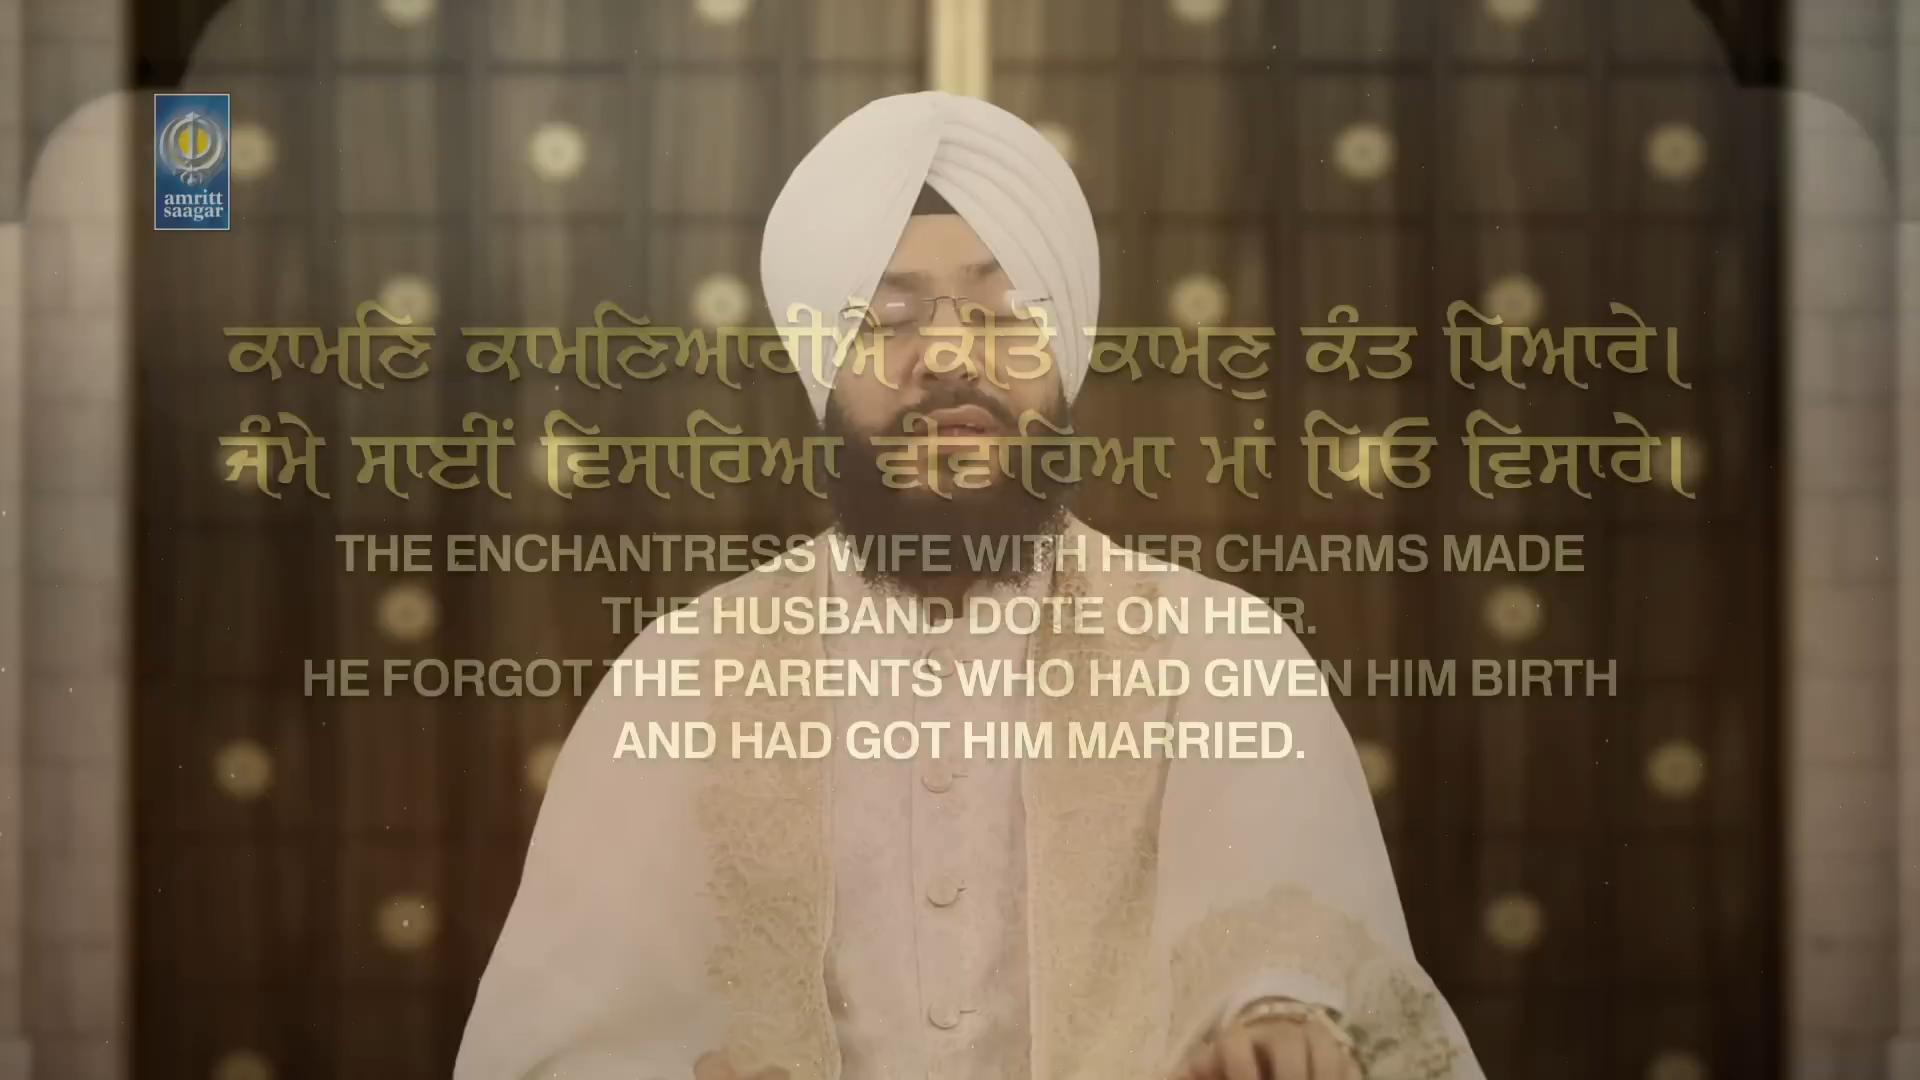 amritt
saagar
ਕਾਮਣਿ ਕਾਮਣਿਆਰੀਐ ਕੀਤੋ ਕਾਮਣੁ ਕੰਤ ਪਿਆਰੇ।
ਜੰਮੇ ਸਾਈਂ ਵਿਸਾਰਿਆ ਵੀਵਾਹਿਆ ਮਾਂ ਪਿਓ ਵਿਸਾਰੇ।
THE ENCHANTRESS WIFE WITH HER CHARMS MADE
THE HUSBAND DOTE ON HER.
HE FORGOT THE PARENTS WHO HAD GIVEN HIM BIRTH
AND HAD GOT HIM MARRIED.